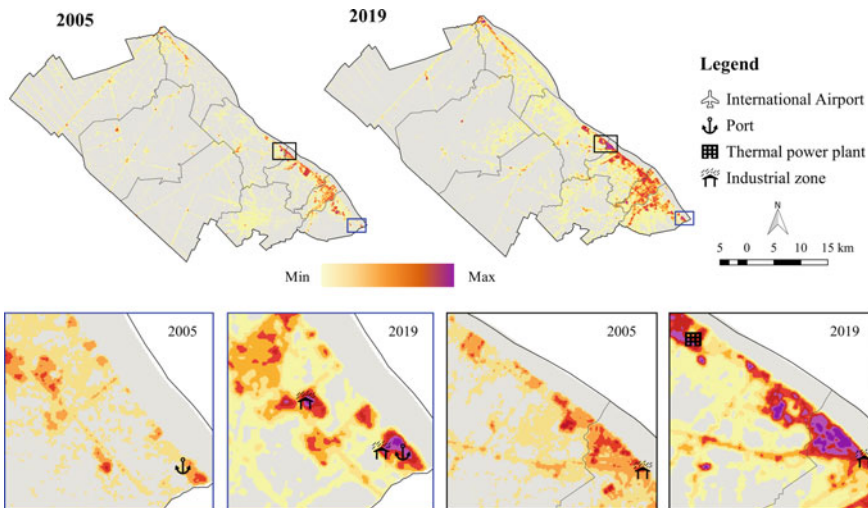 2005
2019
Legend
International Airport
Port
Thermal power plant
Industrial zone
N
5 0 5 10 15 km
Min Max
2005
2019
2005
2019